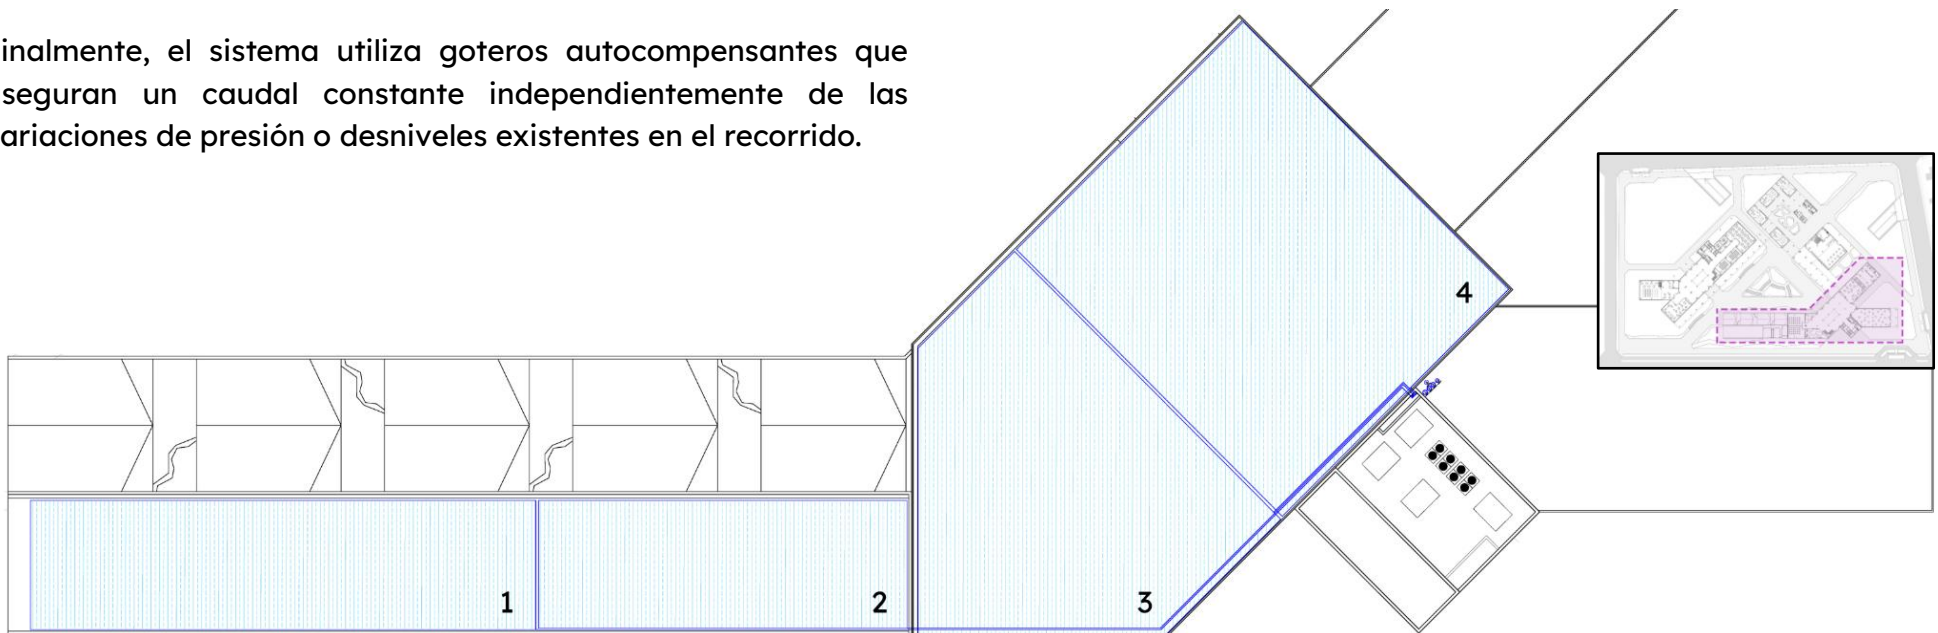 inalmente, el sistema utiliza goteros autocompensantes que
seguran un caudal constante independientemente de las
ariaciones de presión o desniveles existentes en el recorrido.
4
1
2
3